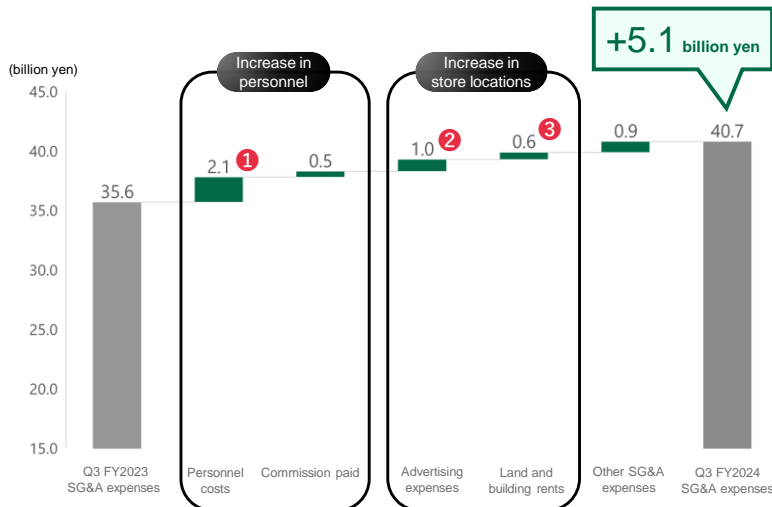 +5.1 billion yen
Increase in
personnel
Increase in
store locations
(billion yen)
45.0
40.0
35.0
30.0
25.0
20.0
15.0
35.6
2.1
1
0.5
1.0
2
0.6
3
0.9
40.7
Q3 FY2023
SG&A expenses
Personnel
costs
Commission paid
Advertising
expenses
Land and
building rents
Other SG&A
expenses
Q3 FY2024
SG&A expenses